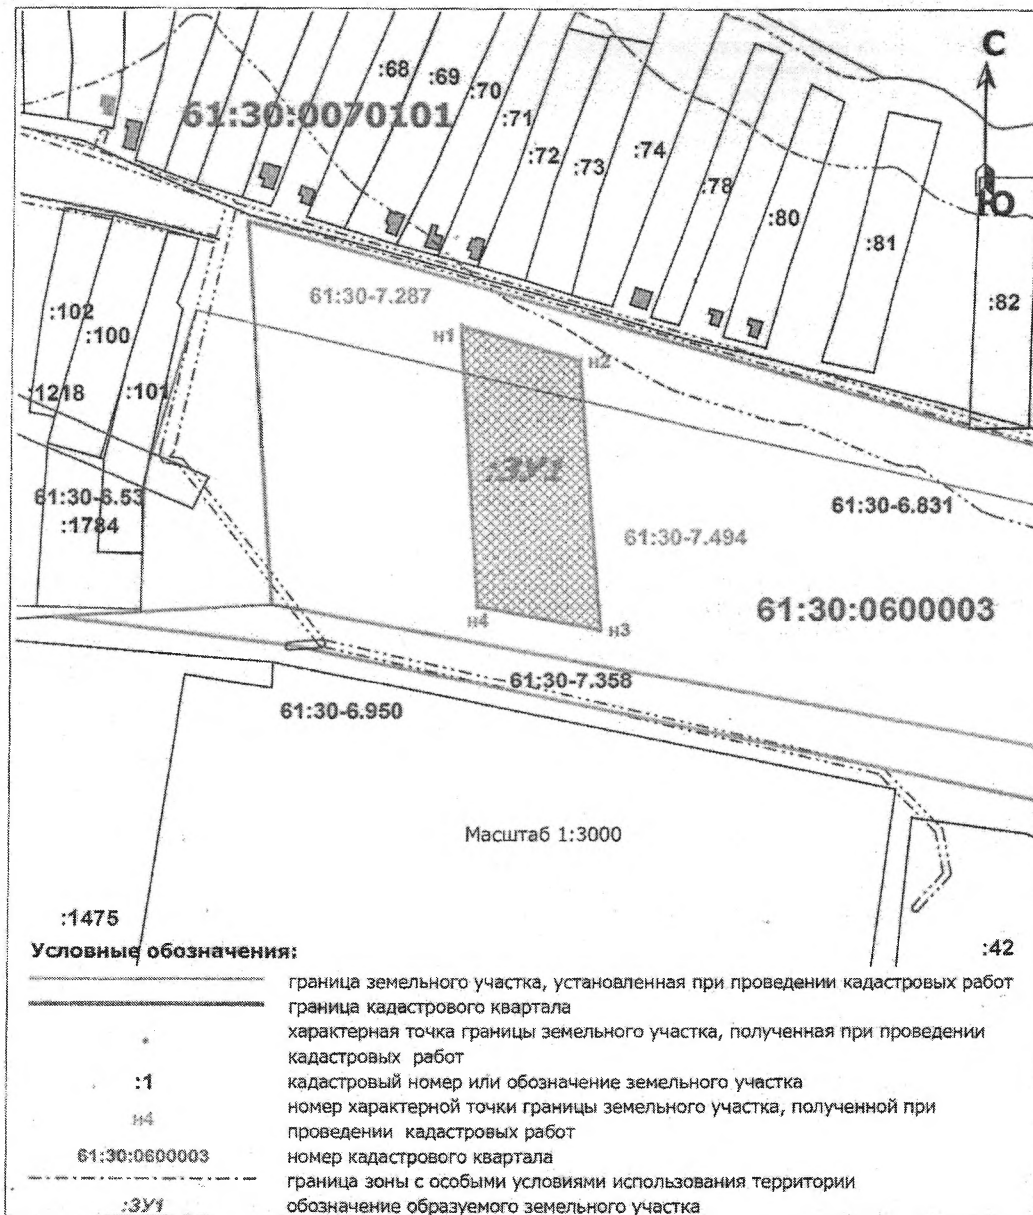 С
:68
:69
:70
61:30:0070101
:71
:72
:73
:74
:78
:80
:81
Ю
:82
61:30-7.287
:102
:100
н1
н2
:1218
:101
:ЗУ1
61:30-6.53
:1784
61:30-6.831
61:30-7.494
61:30:0600003
н4
н3
61:30-7.358
61:30-6.950
Масштаб 1:3000
:1475
:42
Условные обозначения:
граница земельного участка, установленная при проведении кадастровых работ
граница кадастрового квартала
характерная точка границы земельного участка, полученная при проведении
кадастровых работ
:1 кадастровый номер или обозначение земельного участка
н4 номер характерной точки границы земельного участка, полученной при
проведении кадастровых работ
61:30:0600003 номер кадастрового квартала
граница зоны с особыми условиями использования территории
:ЗУ1 обозначение образуемого земельного участка